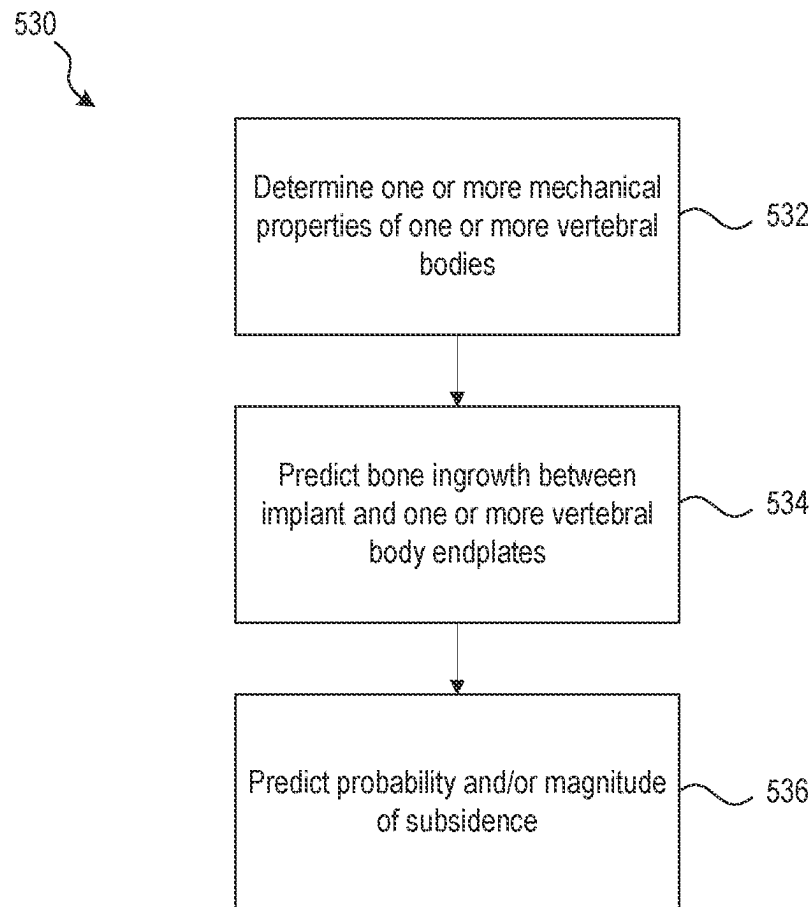 530
Determine one or more mechanical
properties of one or more vertebral
bodies
532
Predict bone ingrowth between
implant and one or more vertebral
body endplates
534
Predict probability and/or magnitude
of subsidence
536